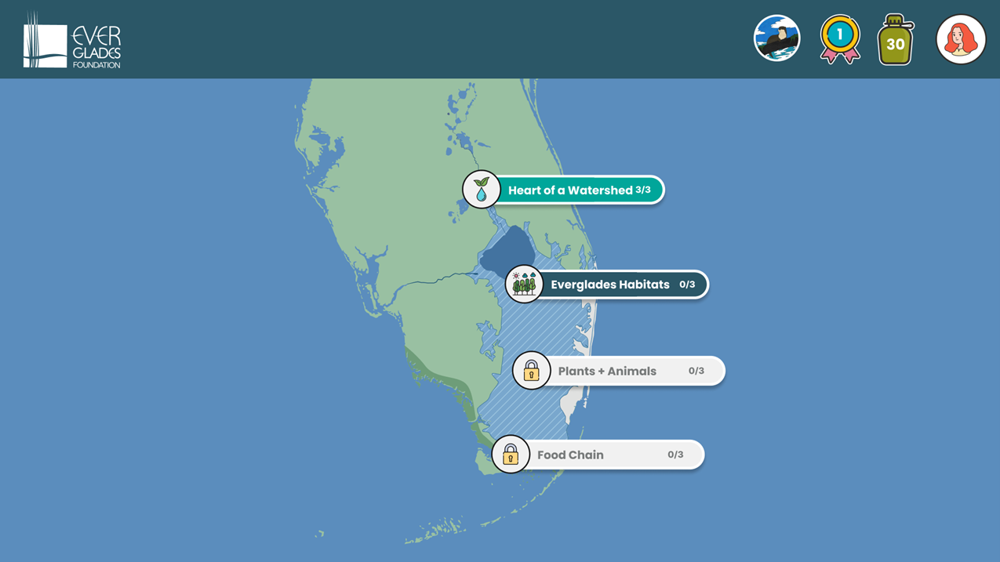 EVER
GLADES
FOUNDATION
1
30
Heart of a Watershed 3/3
Everglades Habitats 0/3
Plants + Animals 0/3
Food Chain 0/3